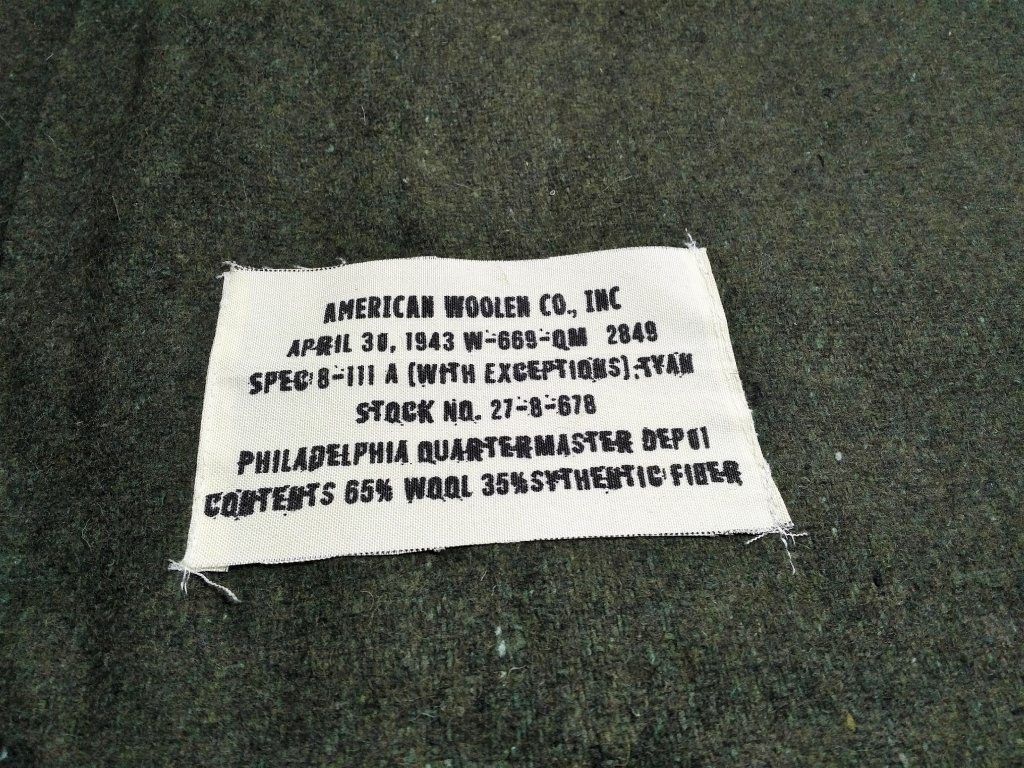 AMERICAN WOOLEN CO., INC
APRIL 30, 1943 W-669-QM 2849
SPEC 8-111 A (WITH EXCEPTIONS).
STOCK NO. 27-8-678
PHILADELPHIA QUARTERMASTER DEPOT
CONTENTS 65% WOOL 35%SYTHENTIC FIBER